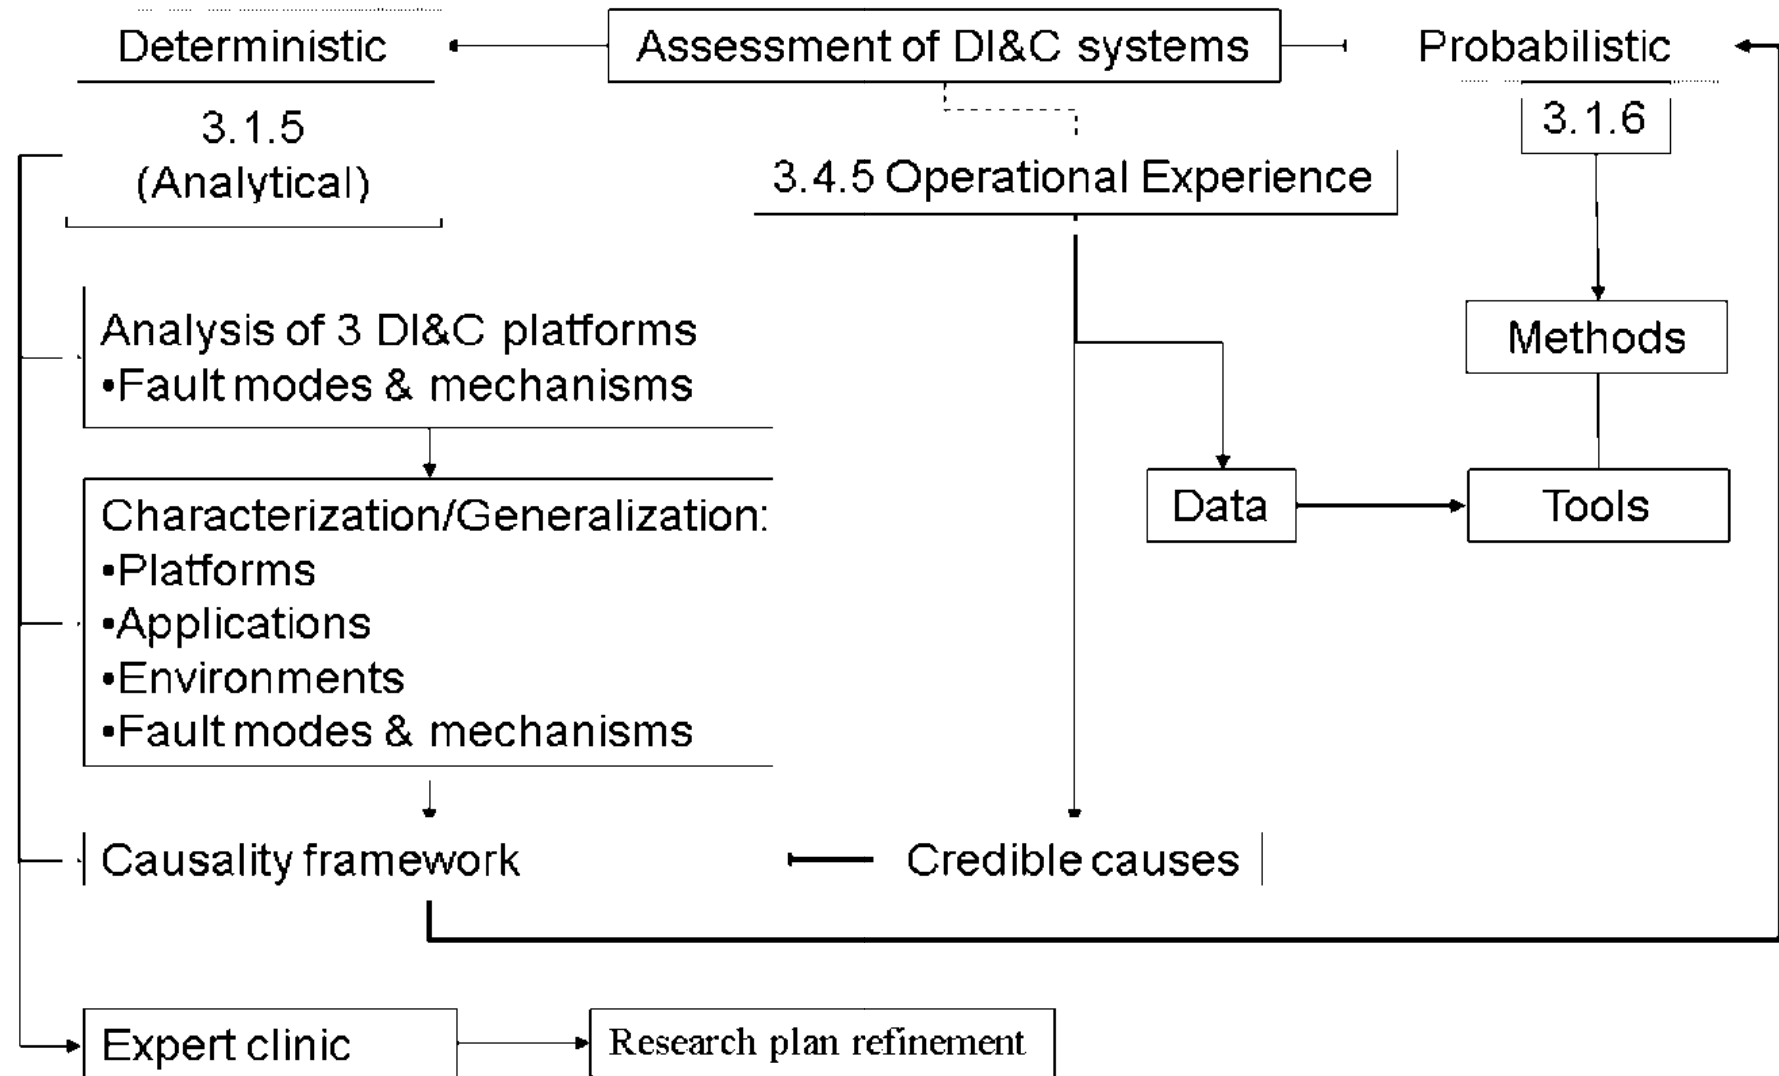 Deterministic
Assessment of DI&C systems
Probabilistic
3.1.5
(Analytical)
3.4.5 Operational Experience
3.1.6
Analysis of 3 DI&C platforms
•Fault modes & mechanisms
Methods
Characterization/Generalization:
•Platforms
•Applications
•Environments
•Fault modes & mechanisms
Data
Tools
Causality framework
Credible causes
Expert clinic
Research plan refinement